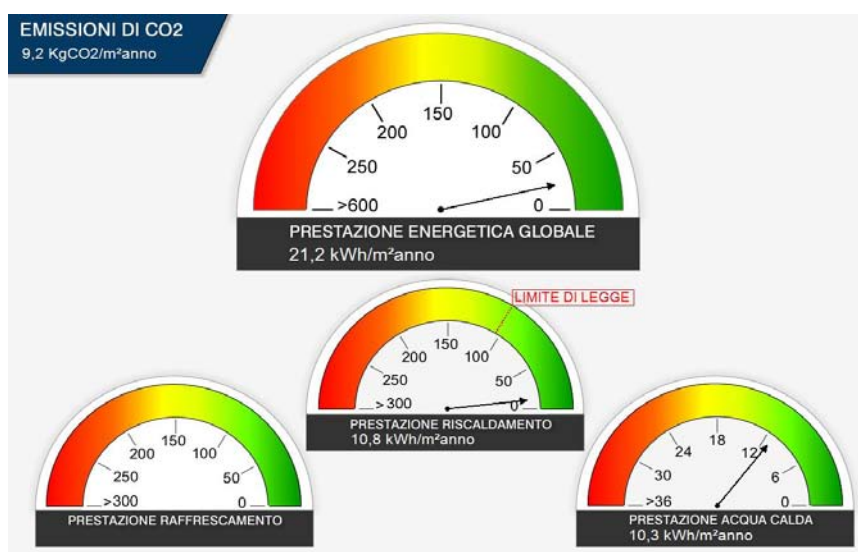 EMISSIONI DI CO2
9,2 KgCO2/m²anno
150
200
100
250
50
>600
0
PRESTAZIONE ENERGETICA GLOBALE
21,2 kWh/m²anno
LIMITE DI LEGGE
150
200
100
250
50
> 300
0
PRESTAZIONE RISCALDAMENTO
10,8 kWh/m²anno
150
200
100
250
50
>300
0
PRESTAZIONE RAFFRESCAMENTO
18
24
12
30
6
>36
0
PRESTAZIONE ACQUA CALDA
10,3 kWh/m²anno